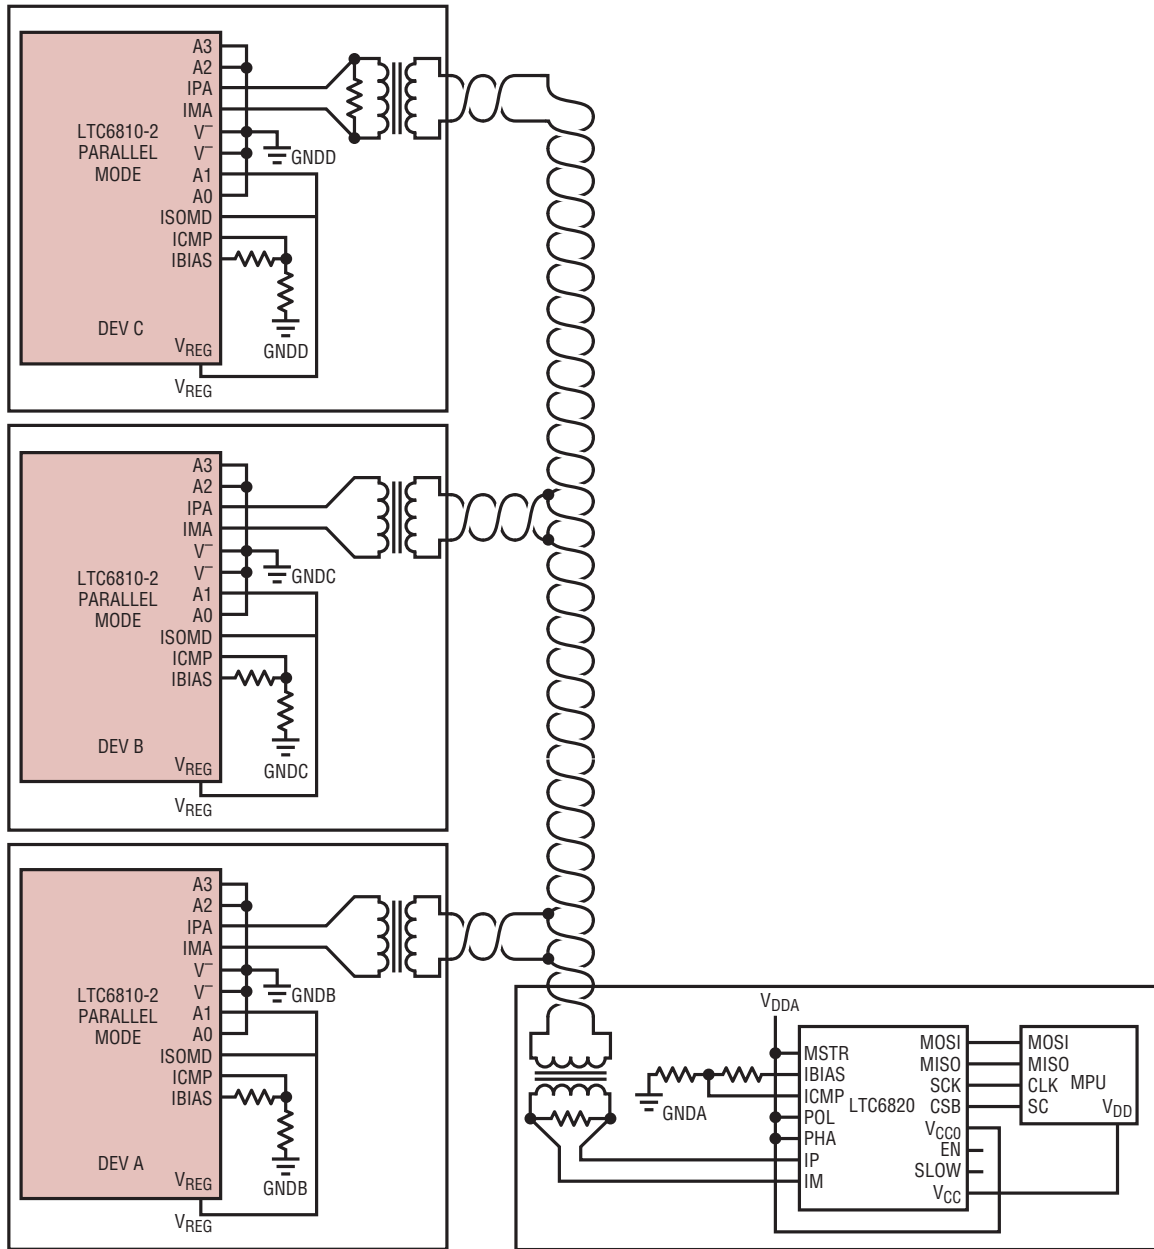 A3
A2
IPA
IMA
V–
V–
A1
A0
ISOMD
ICMP
IBIAS
LTC6810-2
PARALLEL
MODE
DEV C
VREG
VREG
GNDD
GNDD
A3
A2
IPA
IMA
V–
V–
A1
A0
ISOMD
ICMP
IBIAS
LTC6810-2
PARALLEL
MODE
DEV B
VREG
VREG
GNDC
GNDC
A3
A2
IPA
IMA
V–
V–
A1
A0
ISOMD
ICMP
IBIAS
LTC6810-2
PARALLEL
MODE
DEV A
VREG
VREG
GNDB
GNDB
VDDA
GNDA
MSTR
IBIAS
ICMP
POL
PHA
IP
IM
LTC6820
MOSI
MISO
SCK
CSB
VCC0
EN
SLOW
VCC
MOSI
MISO
CLK
SC
MPU
VDD